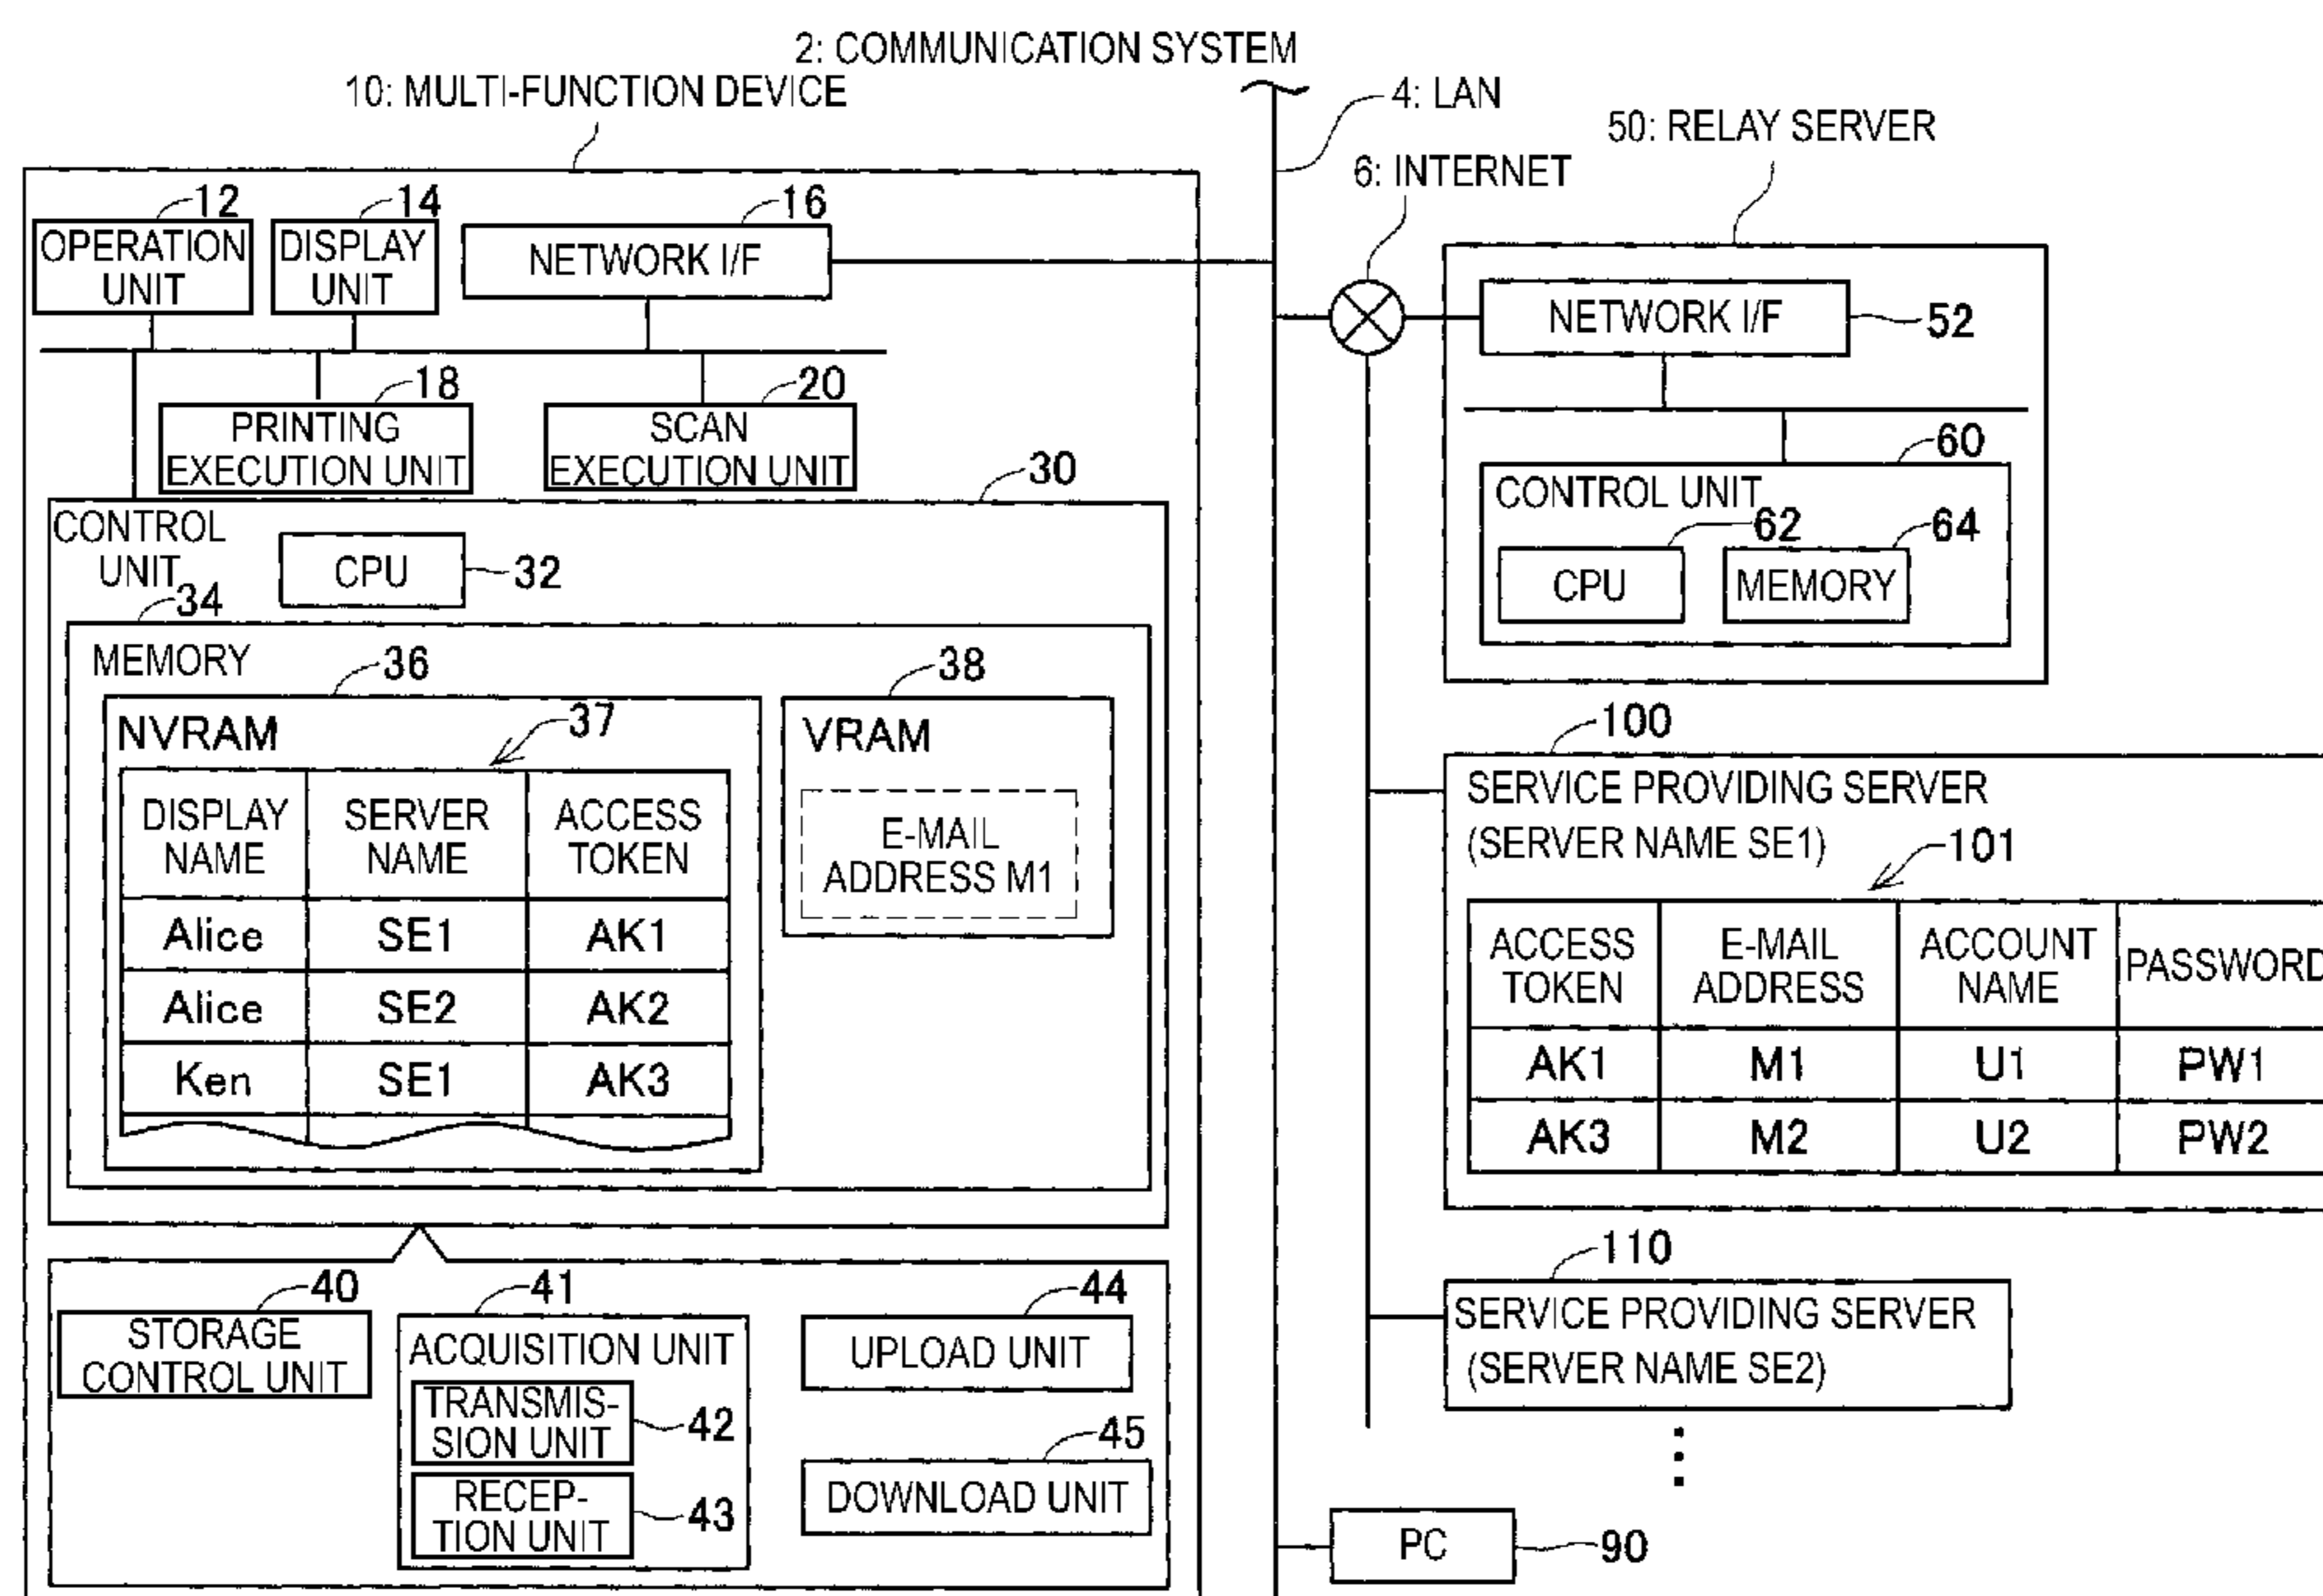 2: COMMUNICATION SYSTEM
10: MULTI-FUNCTION DEVICE
4: LAN
50: RELAY SERVER
6: INTERNET
12
14
16
OPERATION
UNIT
DISPLAY
UNIT
NETWORK I/F
NETWORK I/F
52
18
20
PRINTING
EXECUTION UNIT
SCAN
EXECUTION UNIT
30
60
CONTROL
UNIT
CPU
32
CONTROL UNIT
62
64
CPU
MEMORY
34
MEMORY
36
38
NVRAM
37
VRAM
DISPLAY
NAME
SERVER
NAME
ACCESS
TOKEN
E-MAIL
ADDRESS M1
Alice SE1 AK1
Alice SE2 AK2
Ken SE1 AK3
100
SERVICE PROVIDING SERVER
(SERVER NAME SE1)
101
ACCESS
TOKEN
E-MAIL
ADDRESS
ACCOUNT
NAME
PASSWORD
AK1 M1 U1 PW1
AK3 M2 U2 PW2
110
SERVICE PROVIDING SERVER
(SERVER NAME SE2)
40
STORAGE
CONTROL UNIT
41
ACQUISITION UNIT
TRANSMIS-
SION UNIT
42
RECEP-
TION UNIT
43
44
UPLOAD UNIT
45
DOWNLOAD UNIT
PC
90